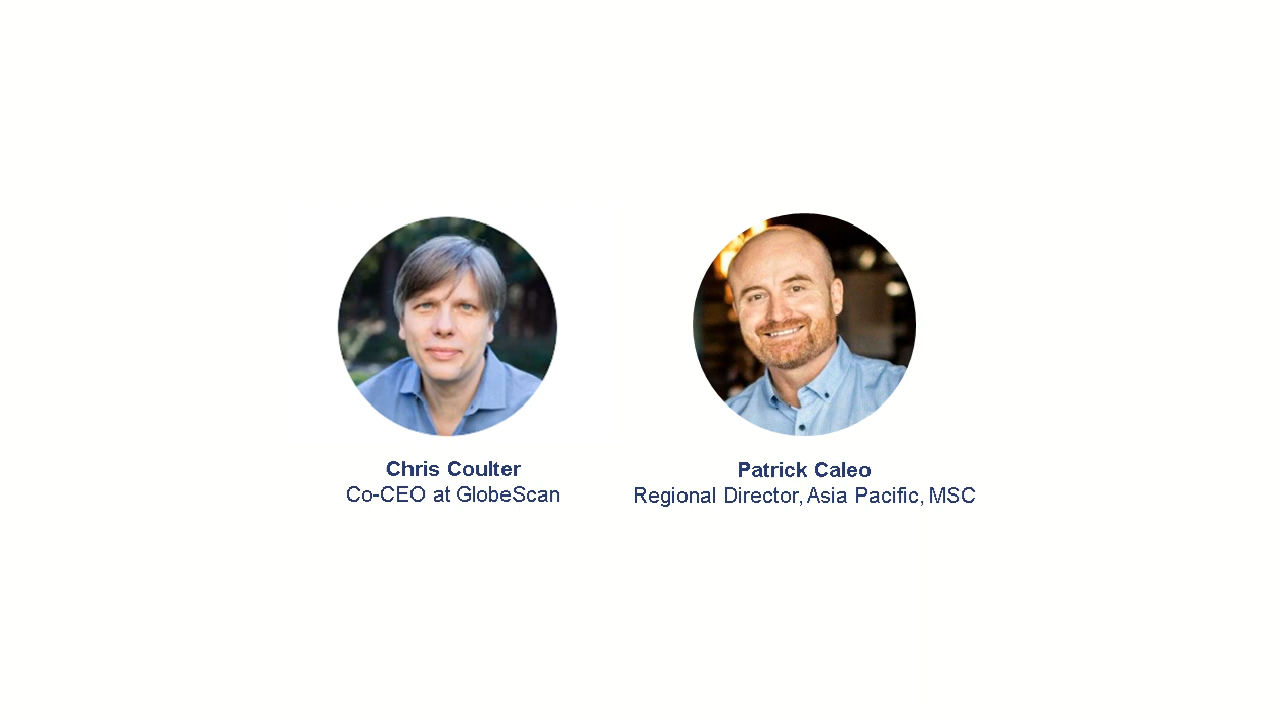 Chris Coulter
Co-CEO at GlobeScan
Patrick Caleo
Regional Director, Asia Pacific, MSC